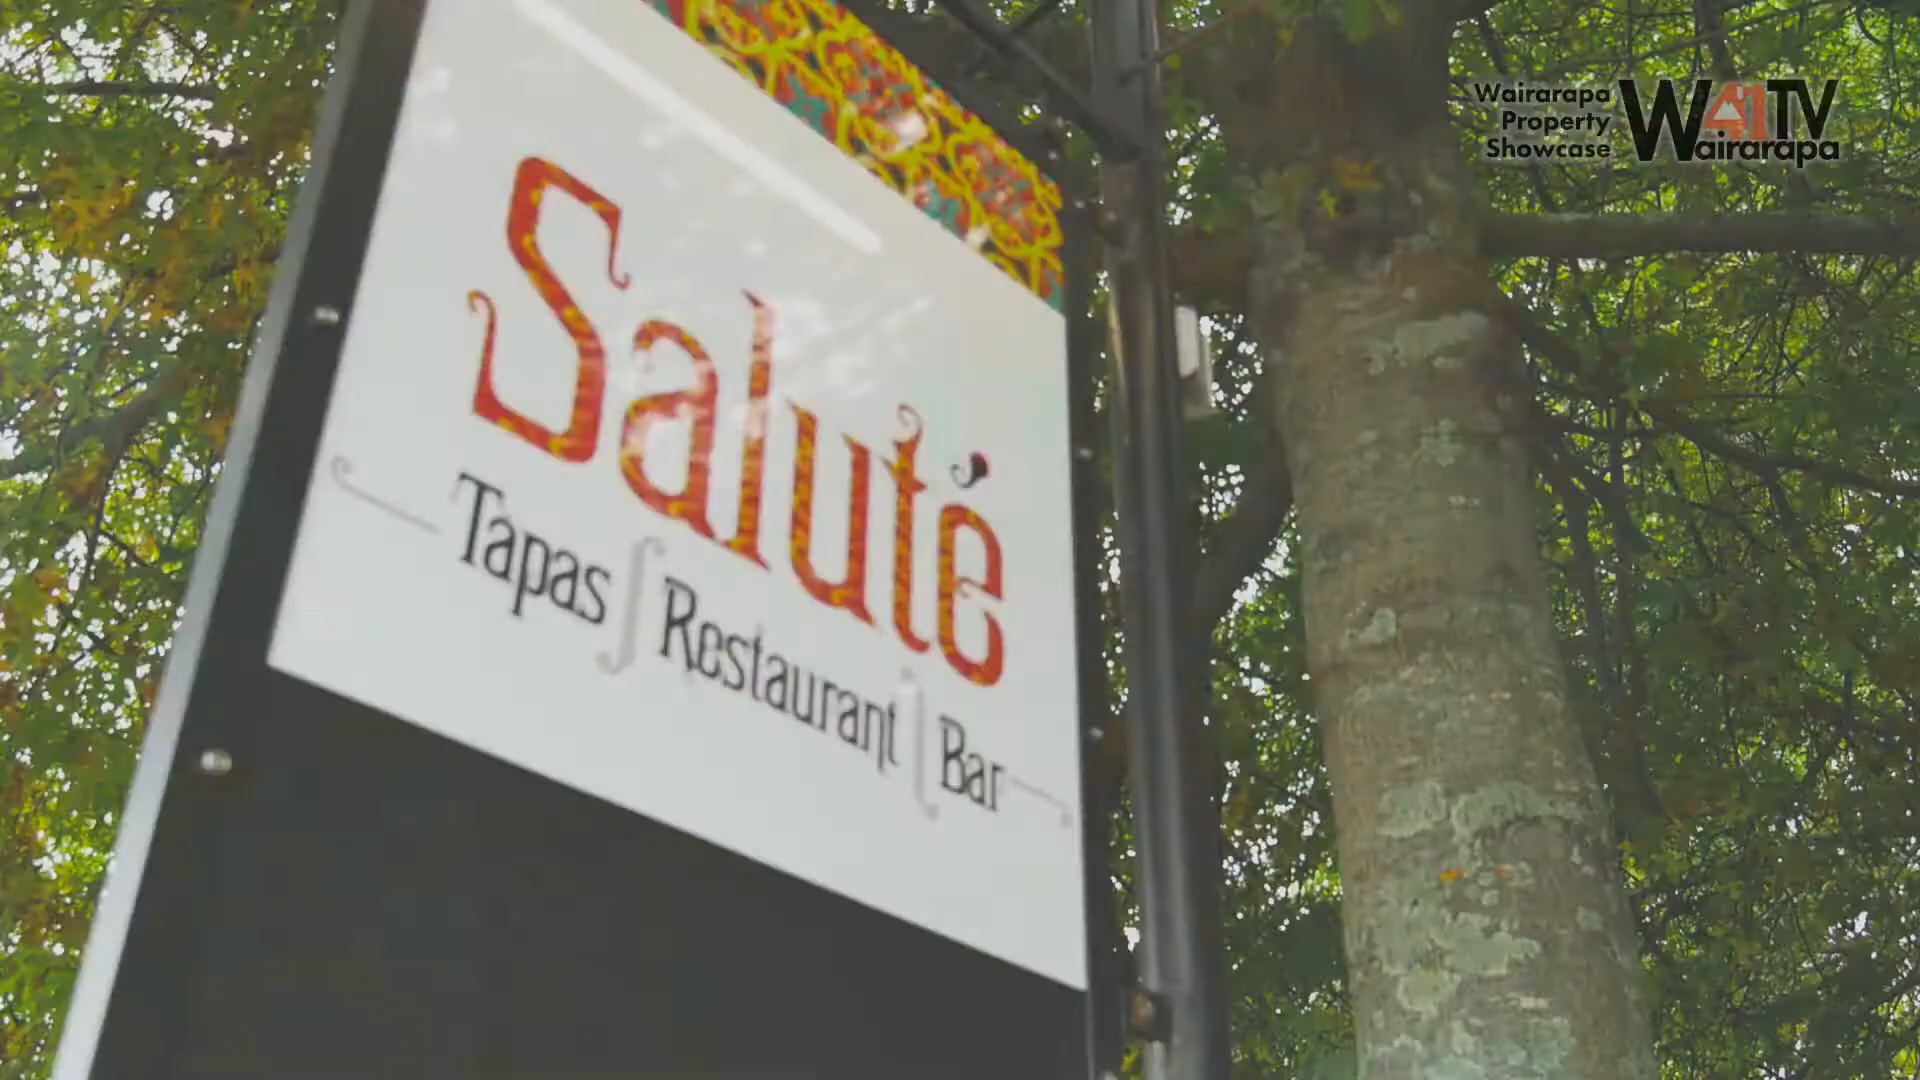 Saluté
Tapas Restaurant Bar
Wairarapa
Property
Showcase
W41TV
Wairarapa